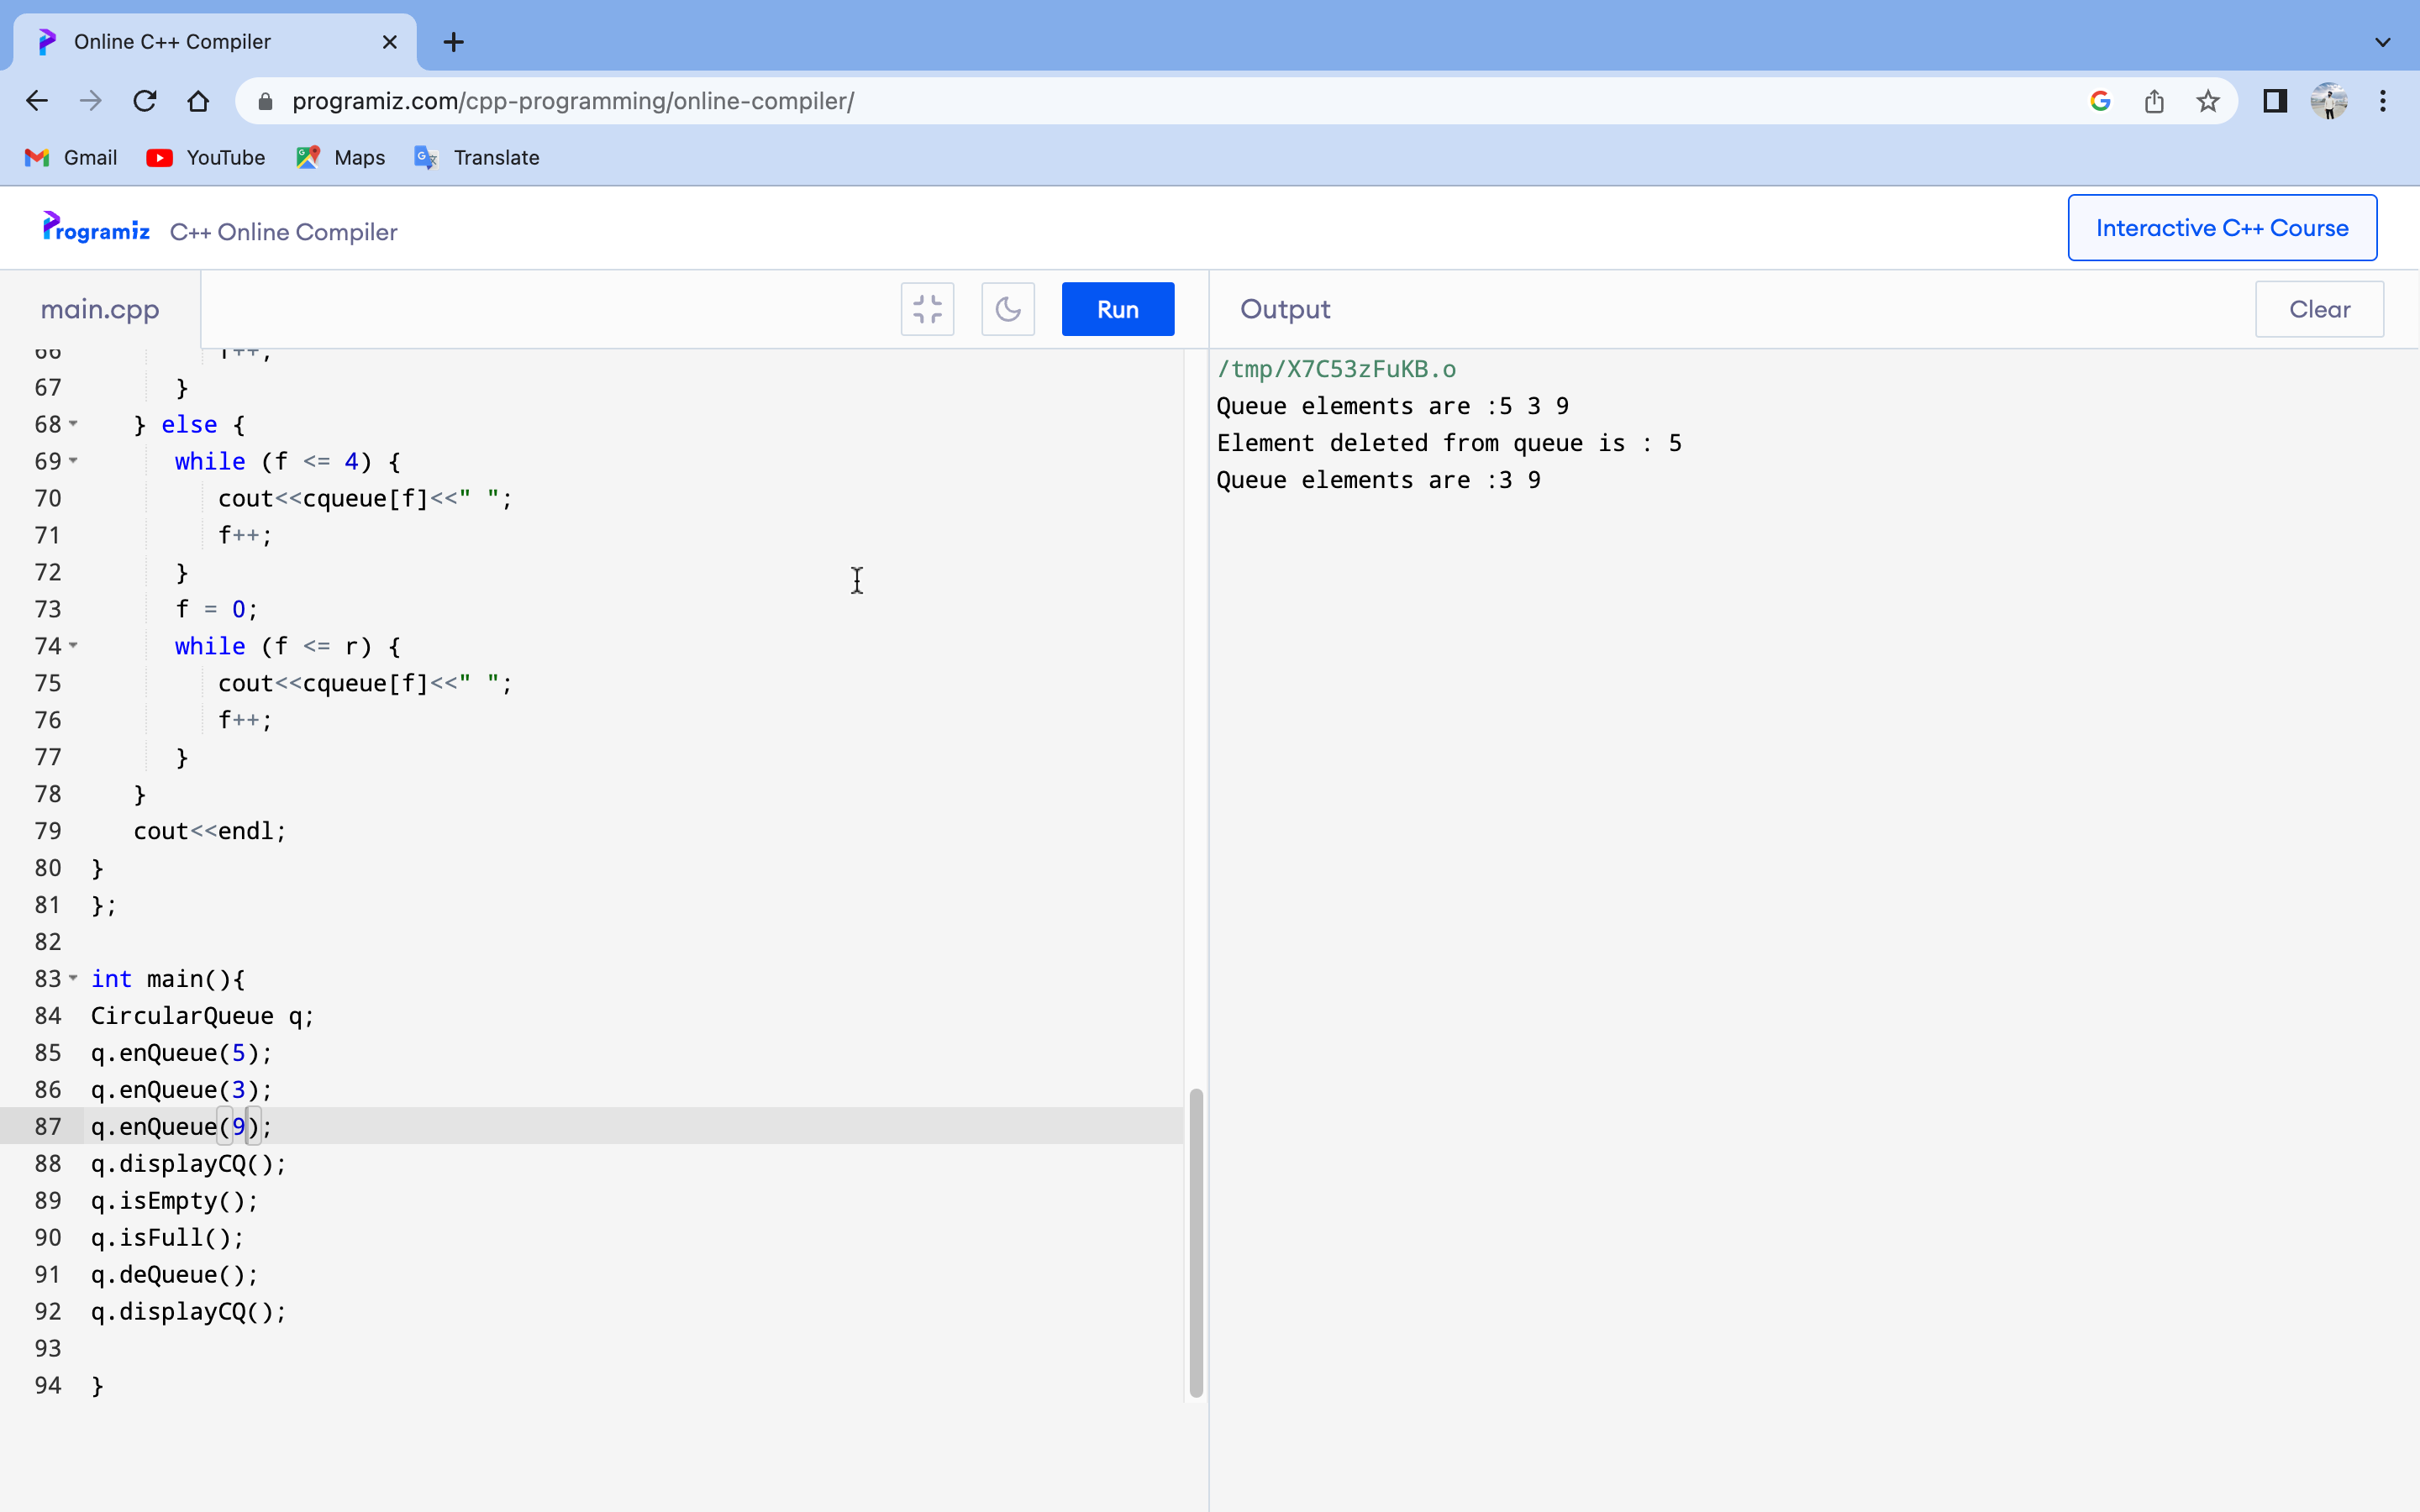 Online C++ Compiler
programiz.com/cpp-programming/online-compiler/
Gmail YouTube Maps Translate
Programiz C++ Online Compiler
Interactive C++ Course
main.cpp
Run
Output
Clear
66 f++;
67 }
68 } else {
69 while (f <= 4) {
70 cout<<cqueue[f]<<" ";
71 f++;
72 }
73 f = 0;
74 while (f <= r) {
75 cout<<cqueue[f]<<" ";
76 f++;
77 }
78 }
79 cout<<endl;
80 }
81 };
82
83 int main(){
84 CircularQueue q;
85 q.enQueue(5);
86 q.enQueue(3);
87 q.enQueue(9);
88 q.displayCQ();
89 q.isEmpty();
90 q.isFull();
91 q.deQueue();
92 q.displayCQ();
93
94 }
/tmp/X7C53zFuKB.o
Queue elements are :5 3 9
Element deleted from queue is : 5
Queue elements are :3 9